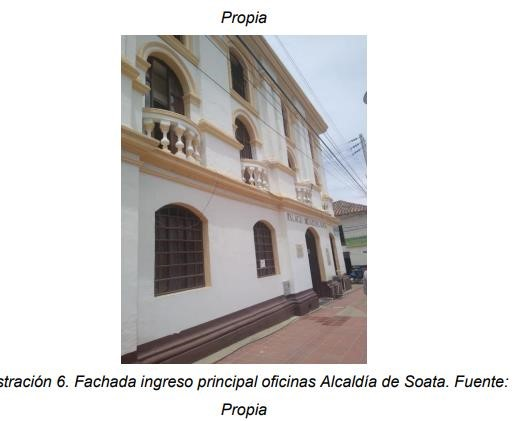 Propia
stración 6. Fachada ingreso principal oficinas Alcaldía de Soata. Fuente:
Propia